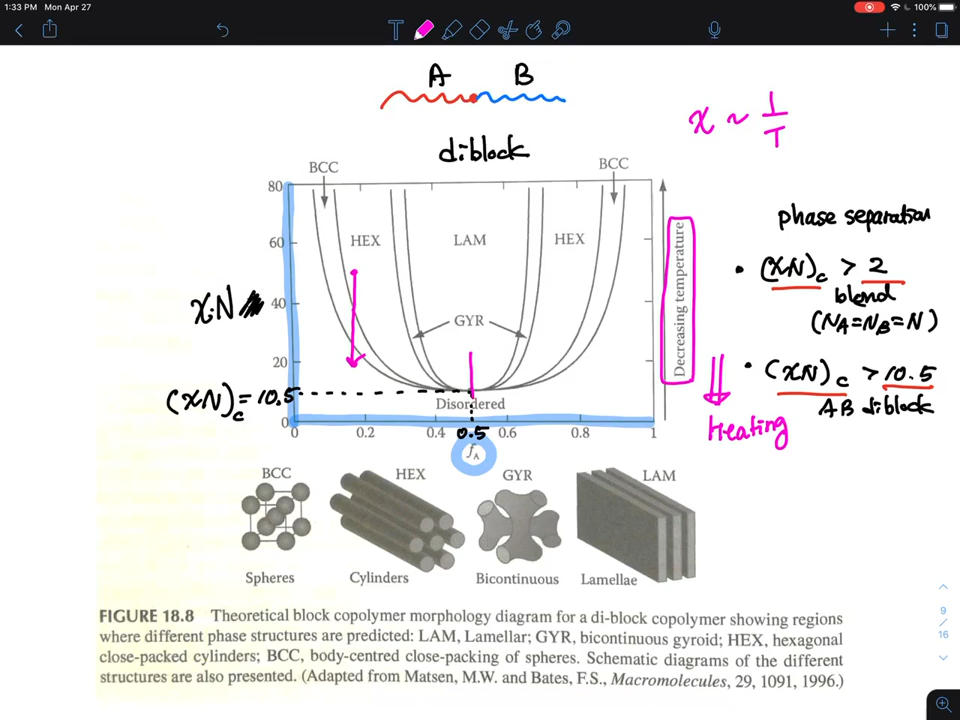 1:33 PM Mon Apr 27
100%
A B
diblock
χ ~ 1/T
BCC
BCC
80
60
40
20
0
HEX
LAM
HEX
GYR
Disordered
χ.N
(χN)c = 10.5
0 0.2 0.4 0.5 0.6 0.8 1
fA
Decreasing temperature
Heating
phase separation
• (χN)c > 2
blend
(NA=NB=N)
• (χN)c > 10.5
AB diblock
BCC
HEX
GYR
LAM
Spheres
Cylinders
Bicontinuous
Lamellae
FIGURE 18.8 Theoretical block copolymer morphology diagram for a di-block copolymer showing regions
where different phase structures are predicted: LAM, Lamellar; GYR, bicontinuous gyroid; HEX, hexagonal
close-packed cylinders; BCC, body-centred close-packing of spheres. Schematic diagrams of the different
structures are also presented. (Adapted from Matsen, M.W. and Bates, F.S., Macromolecules, 29, 1091, 1996.)
9
/
16